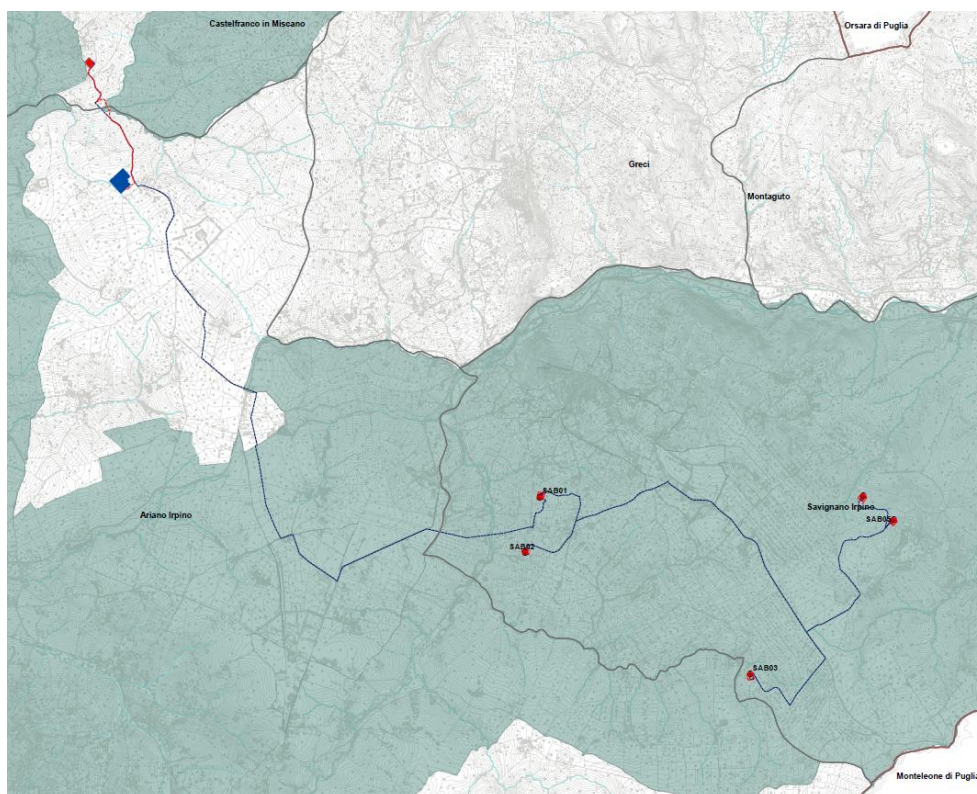 Castelfranco in Miscano
Orsara di Puglia
Greci
Montaguto
SAB01
Savignano Irpino
SAB05
Ariano Irpino
SAB02
SAB03
Monteleone di Puglia